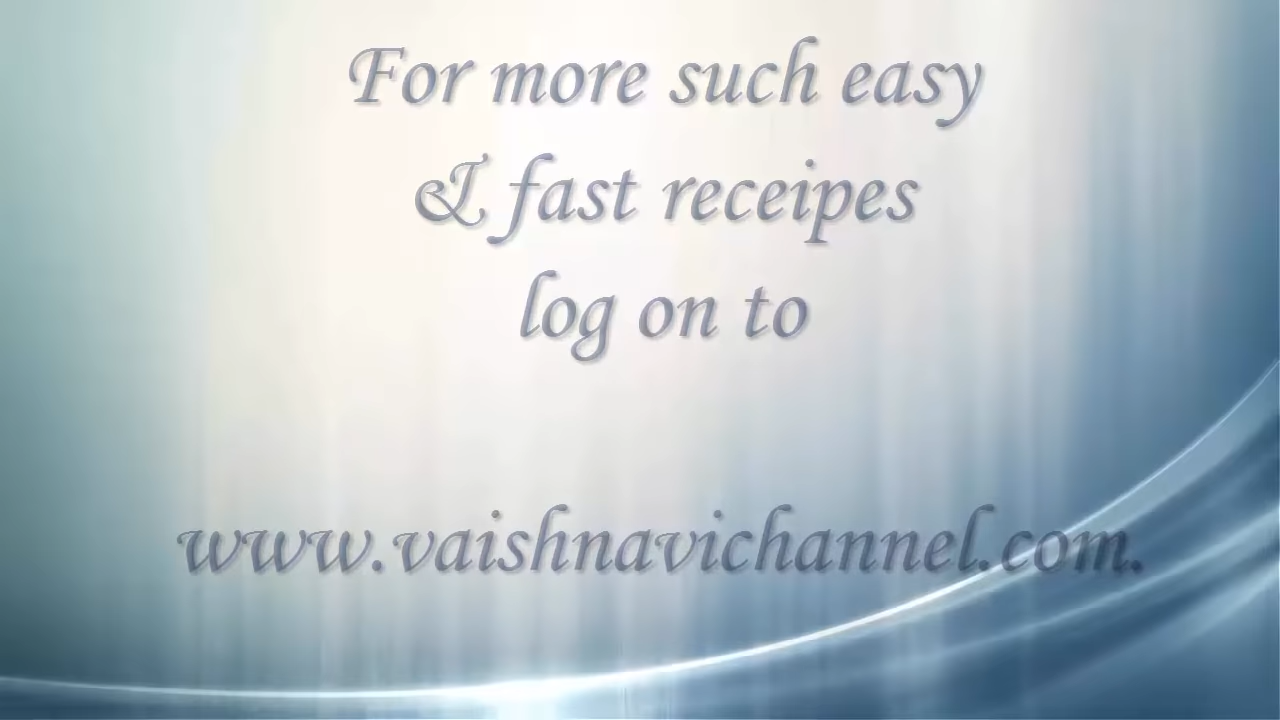 For more such easy
& fast receipes
log on to
www.vaishnavichannel.com.